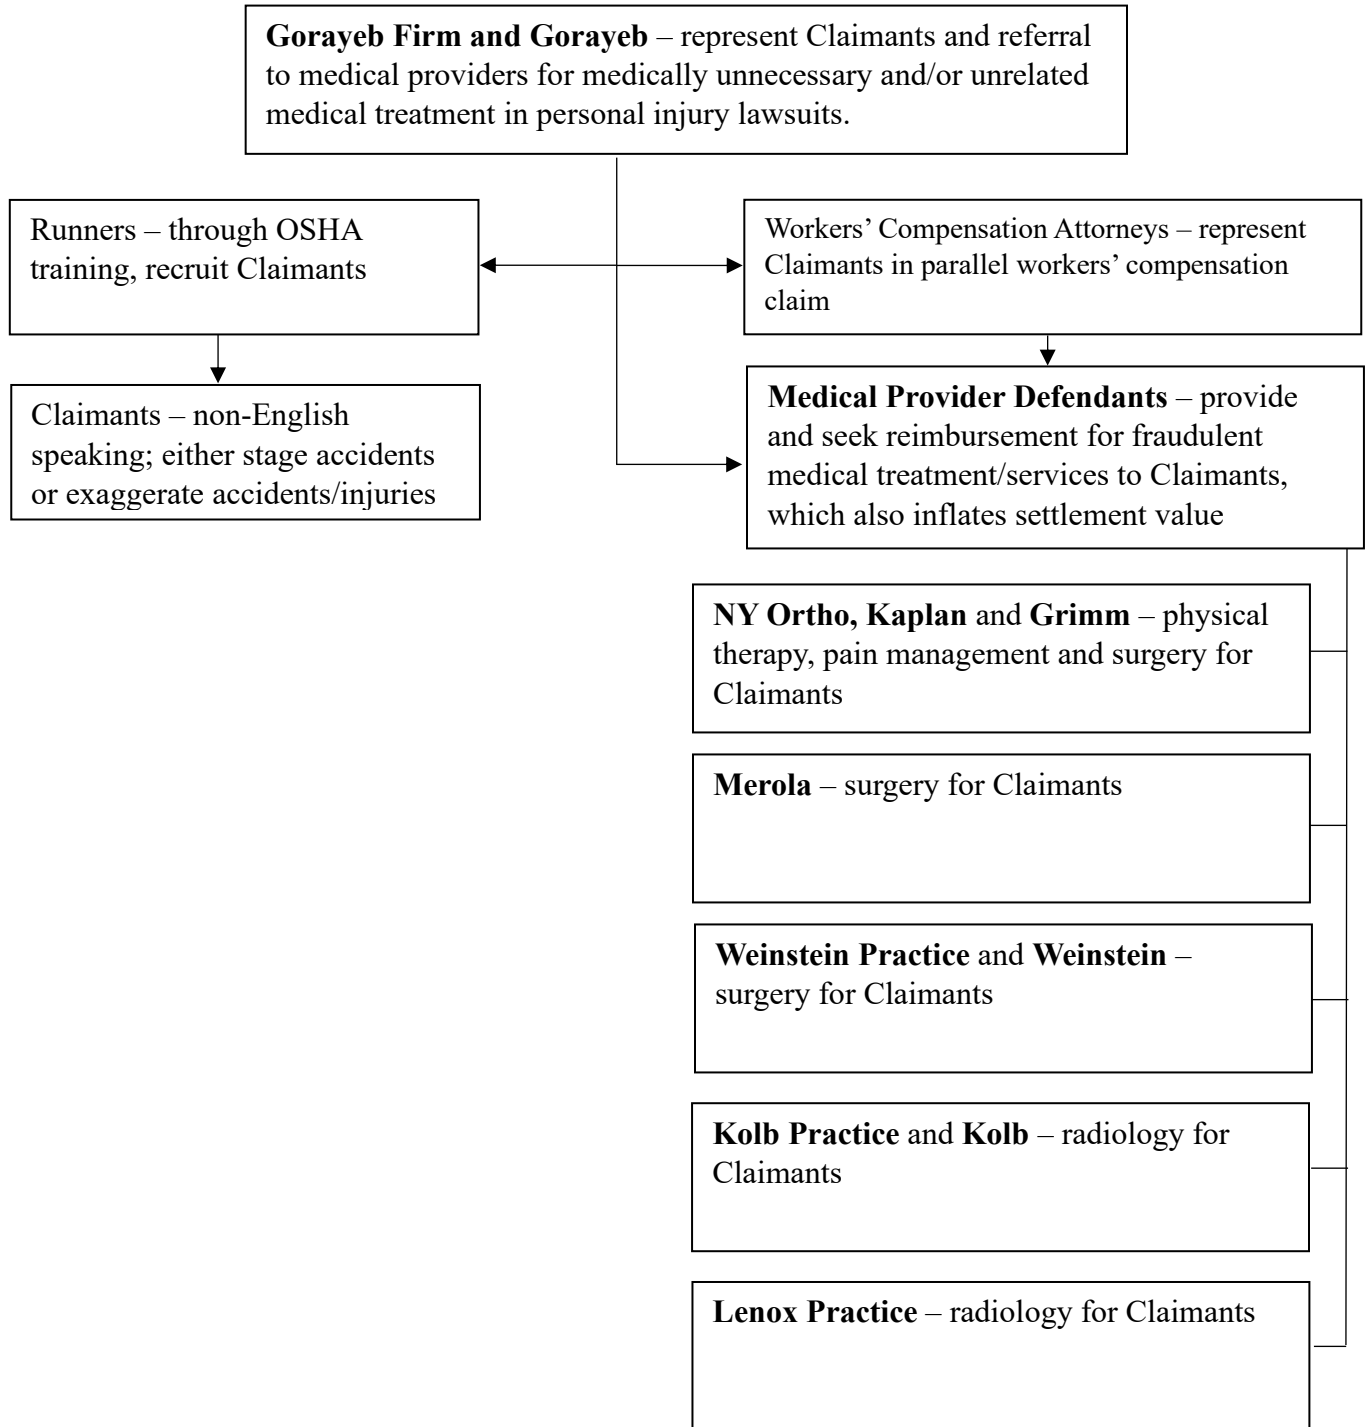 Gorayeb Firm and Gorayeb – represent Claimants and referral
to medical providers for medically unnecessary and/or unrelated
medical treatment in personal injury lawsuits.
Runners – through OSHA
training, recruit Claimants
Workers’ Compensation Attorneys – represent
Claimants in parallel workers’ compensation
claim
Claimants – non-English
speaking; either stage accidents
or exaggerate accidents/injuries
Medical Provider Defendants – provide
and seek reimbursement for fraudulent
medical treatment/services to Claimants,
which also inflates settlement value
NY Ortho, Kaplan and Grimm – physical
therapy, pain management and surgery for
Claimants
Merola – surgery for Claimants
Weinstein Practice and Weinstein –
surgery for Claimants
Kolb Practice and Kolb – radiology for
Claimants
Lenox Practice – radiology for Claimants